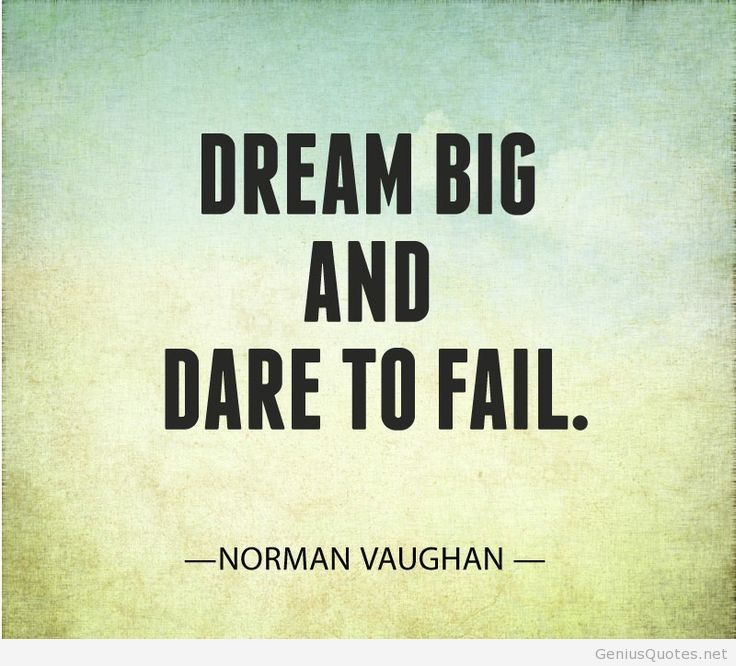 DREAM BIG
AND
DARE TO FAIL.
—NORMAN VAUGHAN —
GeniusQuotes.net